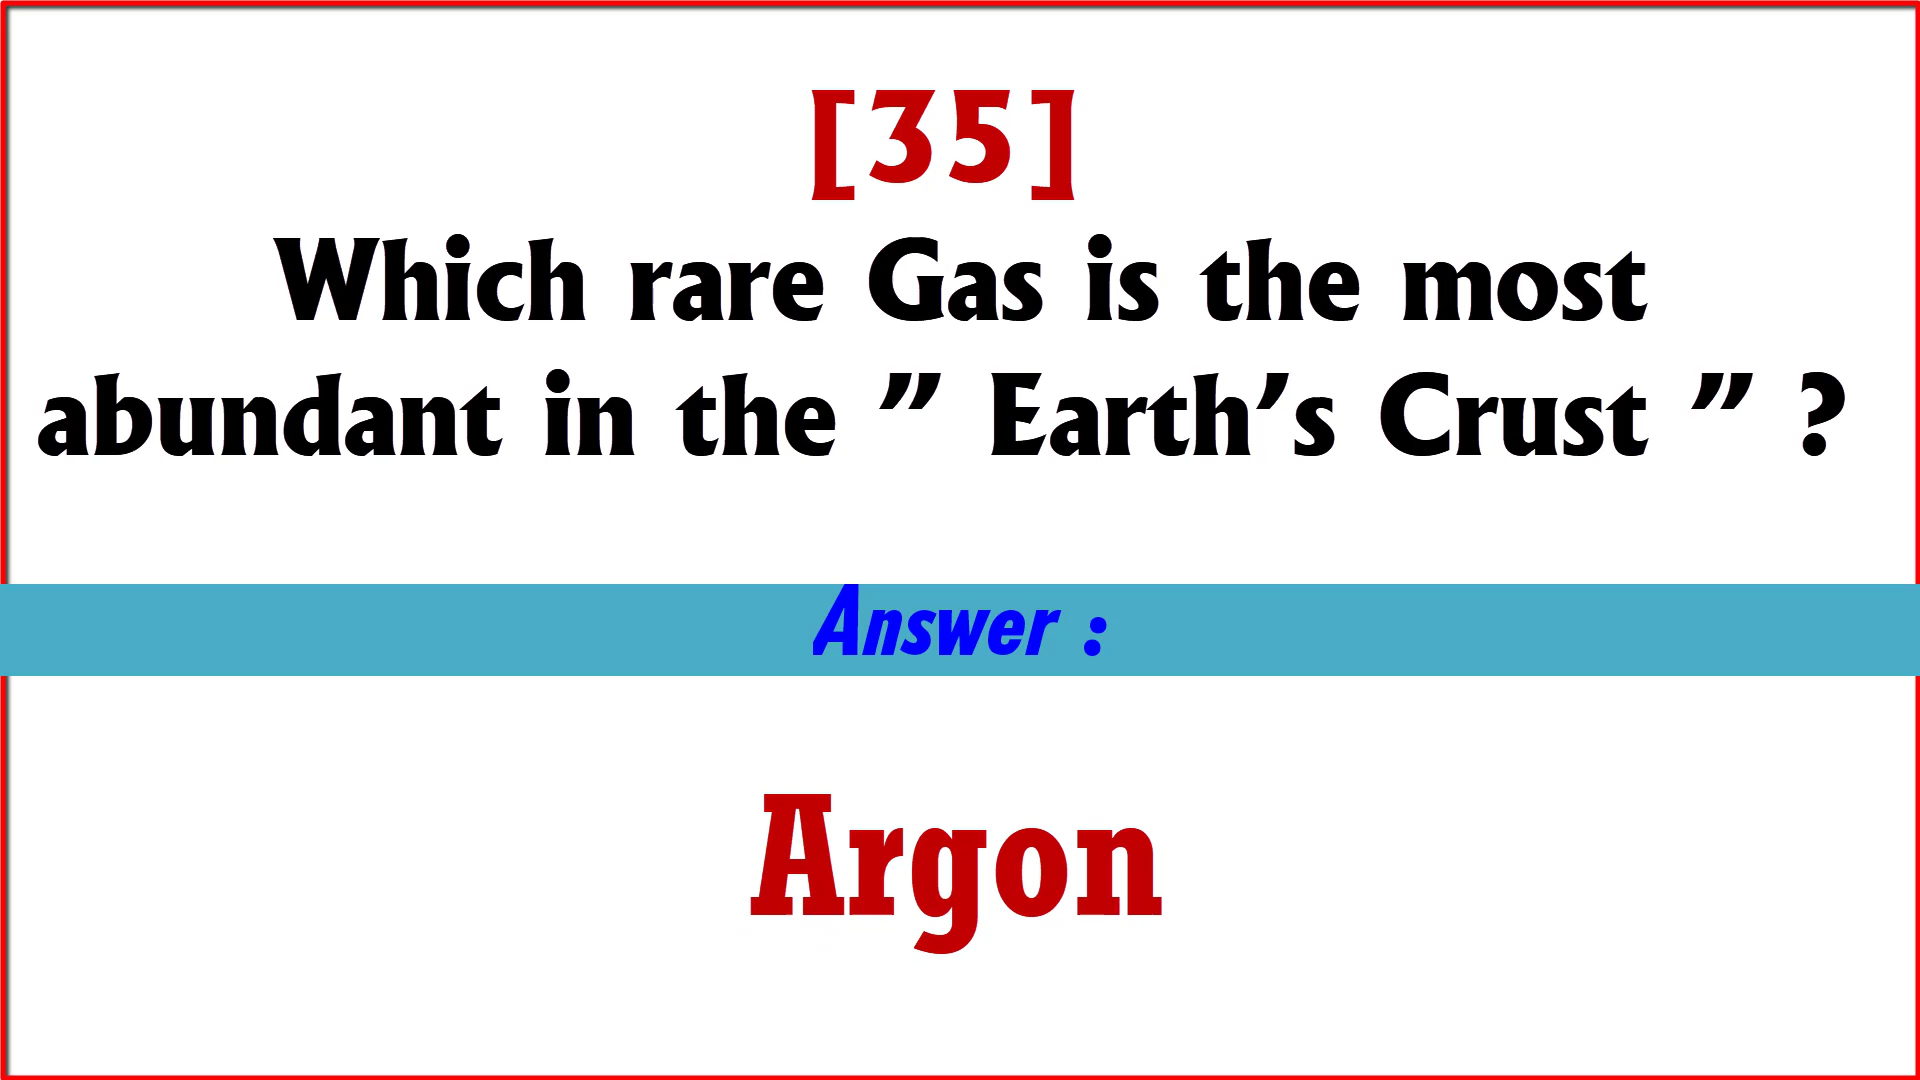 [35]
Which rare Gas is the most
abundant in the ” Earth’s Crust ” ?
Answer :
Argon